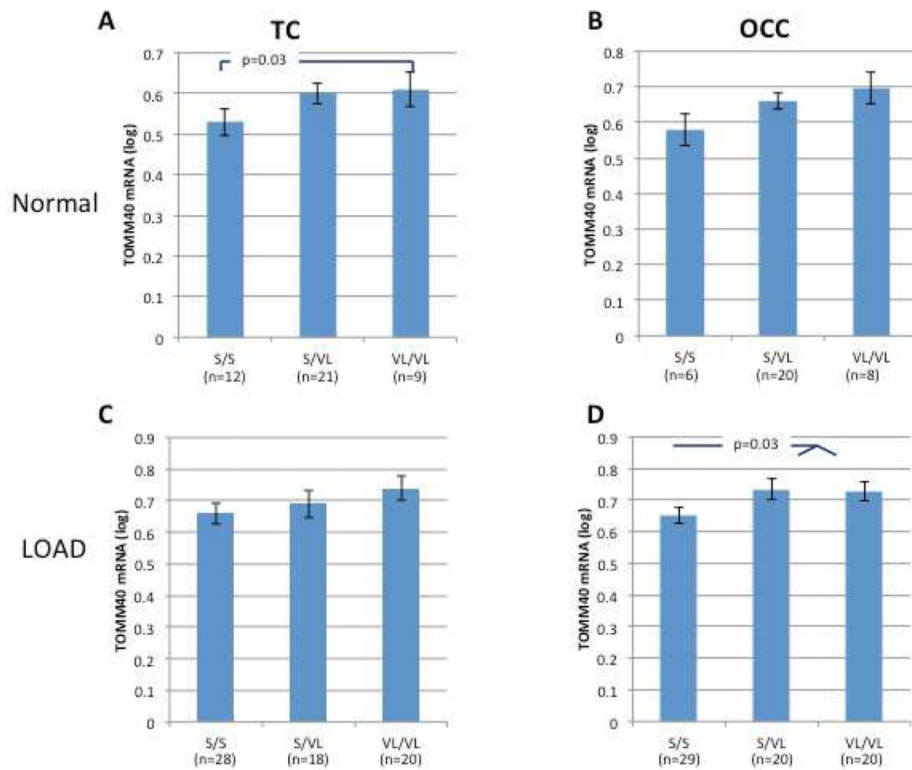 A
TC
TOMM40 mRNA (log)
0.7
0.6
0.5
0.4
0.3
0.2
0.1
0
p=0.03
S/S
(n=12)
S/VL
(n=21)
VL/VL
(n=9)
B
OCC
TOMM40 mRNA (log)
0.8
0.7
0.6
0.5
0.4
0.3
0.2
0.1
0
S/S
(n=6)
S/VL
(n=20)
VL/VL
(n=8)
Normal
C
TOMM40 mRNA (log)
0.9
0.8
0.7
0.6
0.5
0.4
0.3
0.2
0.1
0
S/S
(n=28)
S/VL
(n=18)
VL/VL
(n=20)
D
TOMM40 mRNA (log)
0.9
0.8
0.7
0.6
0.5
0.4
0.3
0.2
0.1
0
p=0.03
S/S
(n=29)
S/VL
(n=20)
VL/VL
(n=20)
LOAD